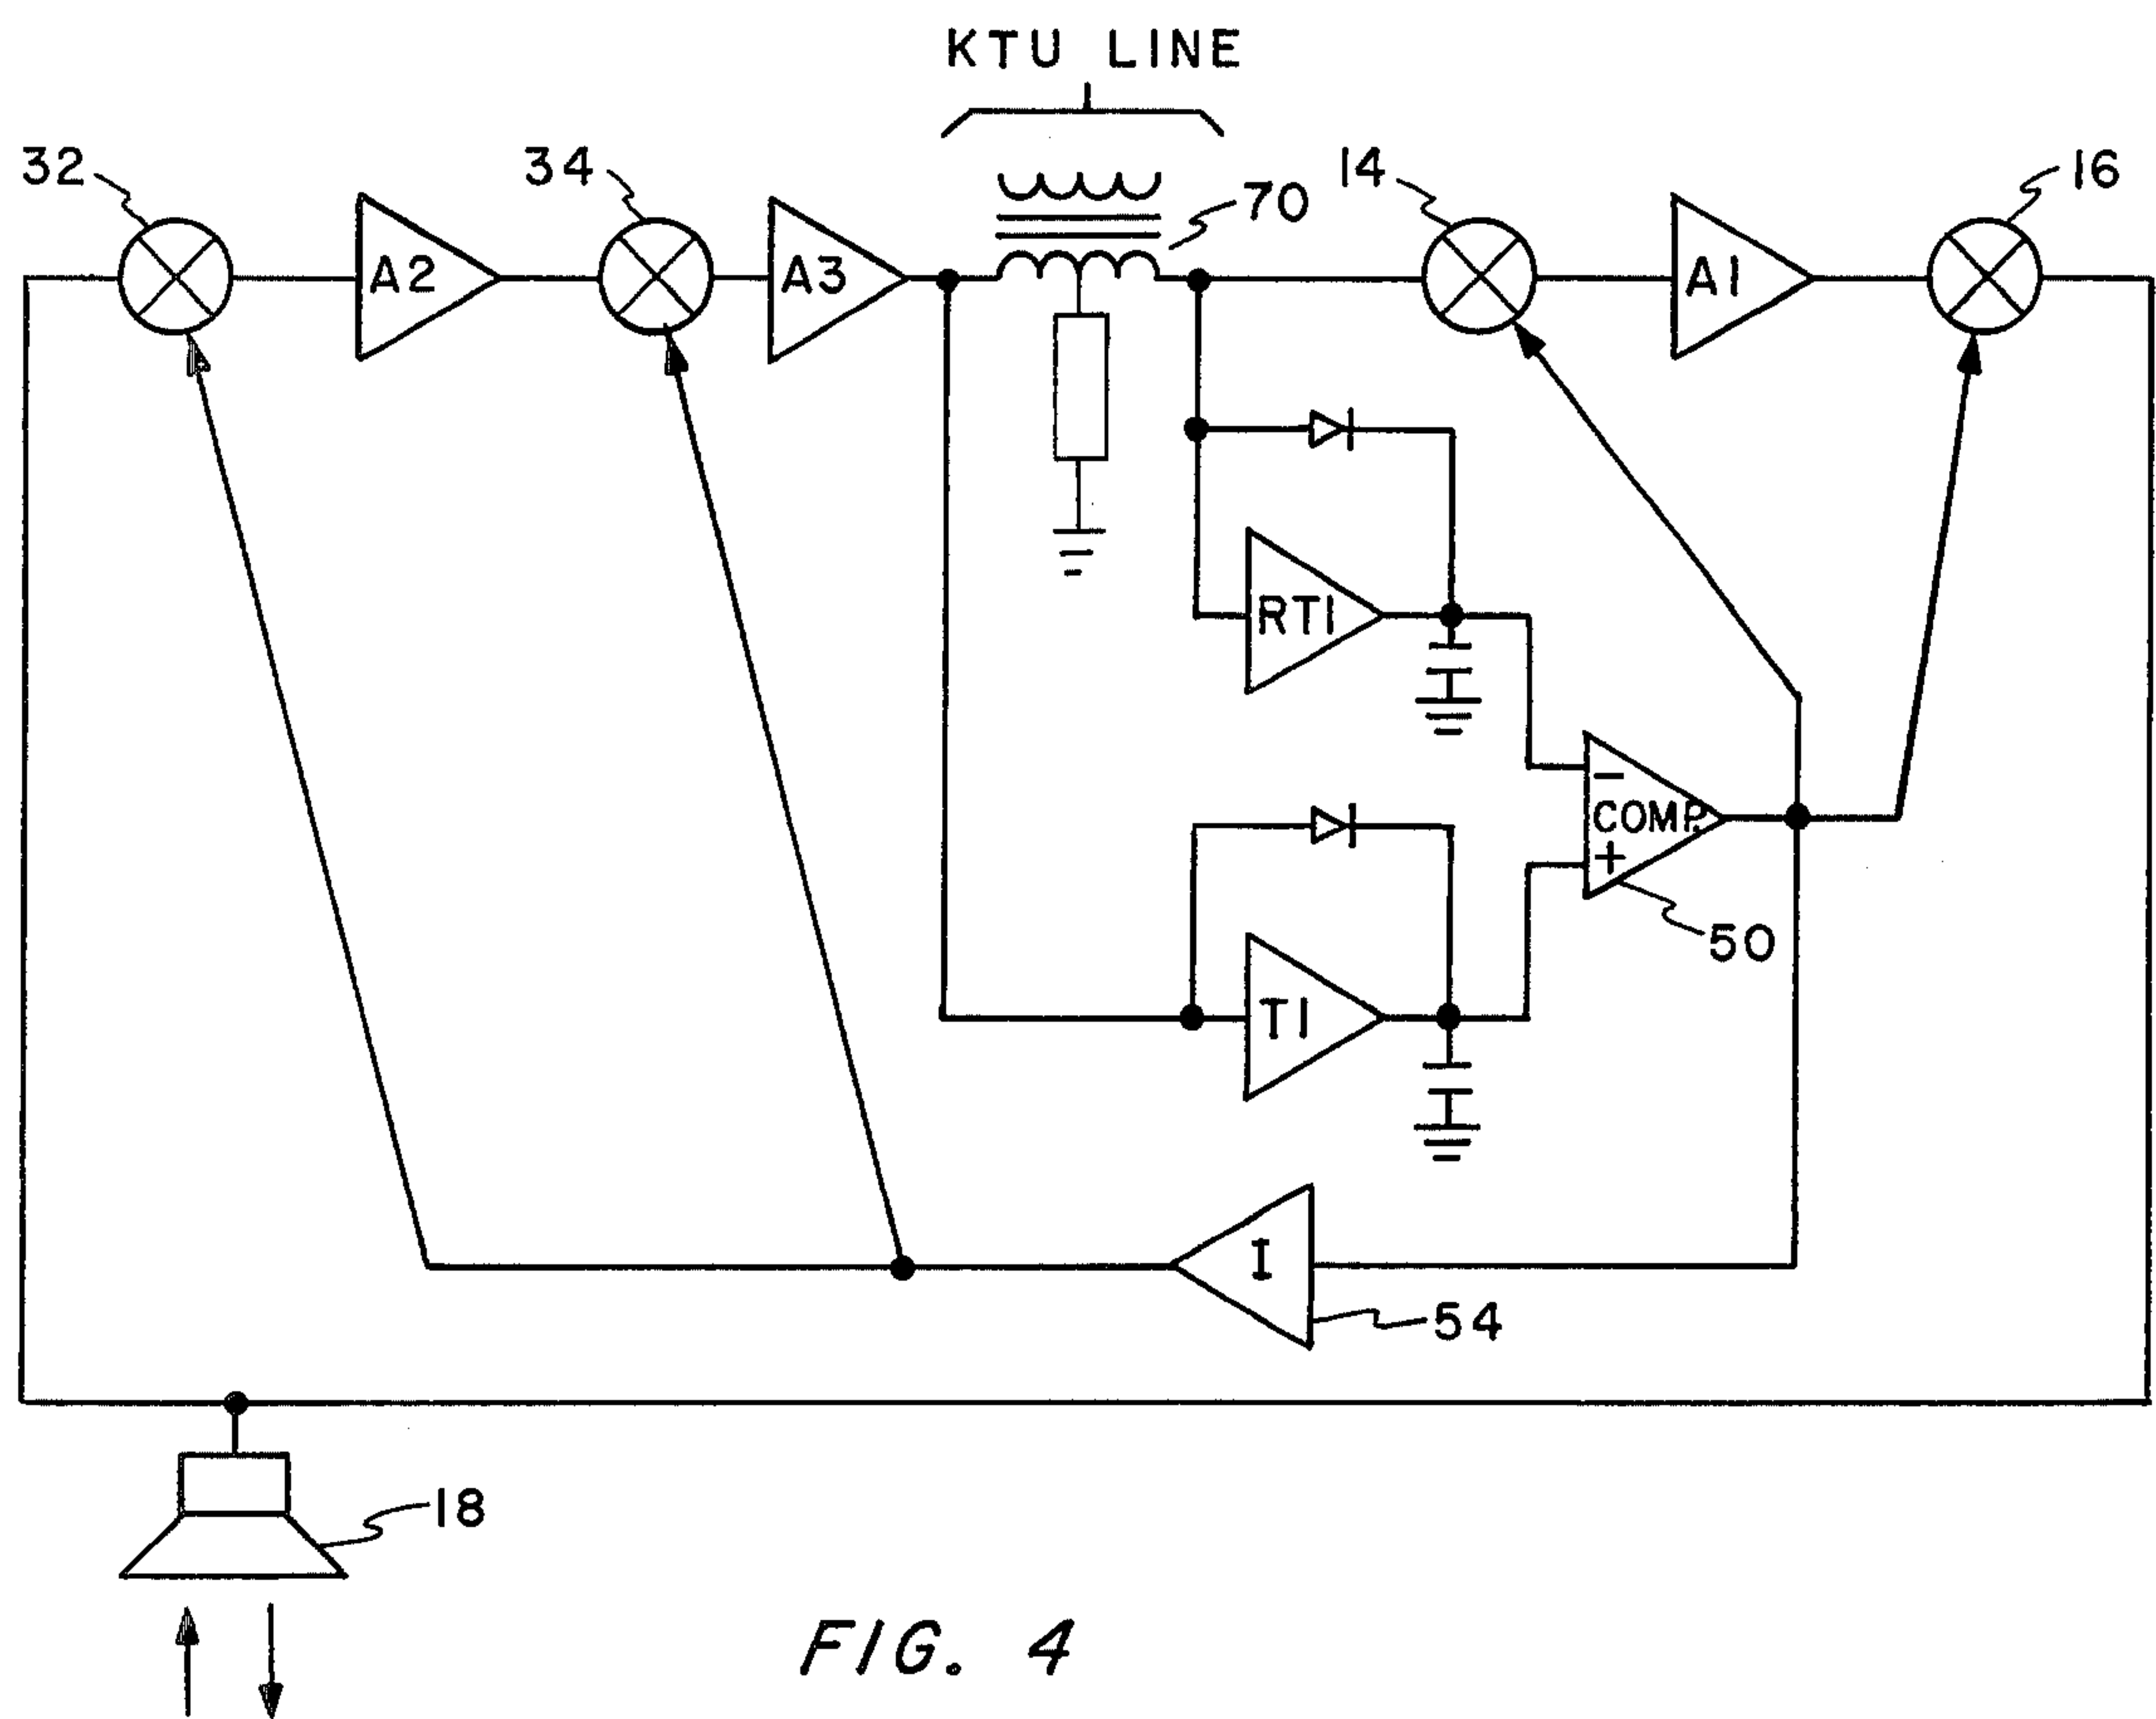 KTU LINE
32
34
70
14
16
A2
A3
A1
RT1
-
COMP.
+
50
T1
I
54
18
FIG. 4